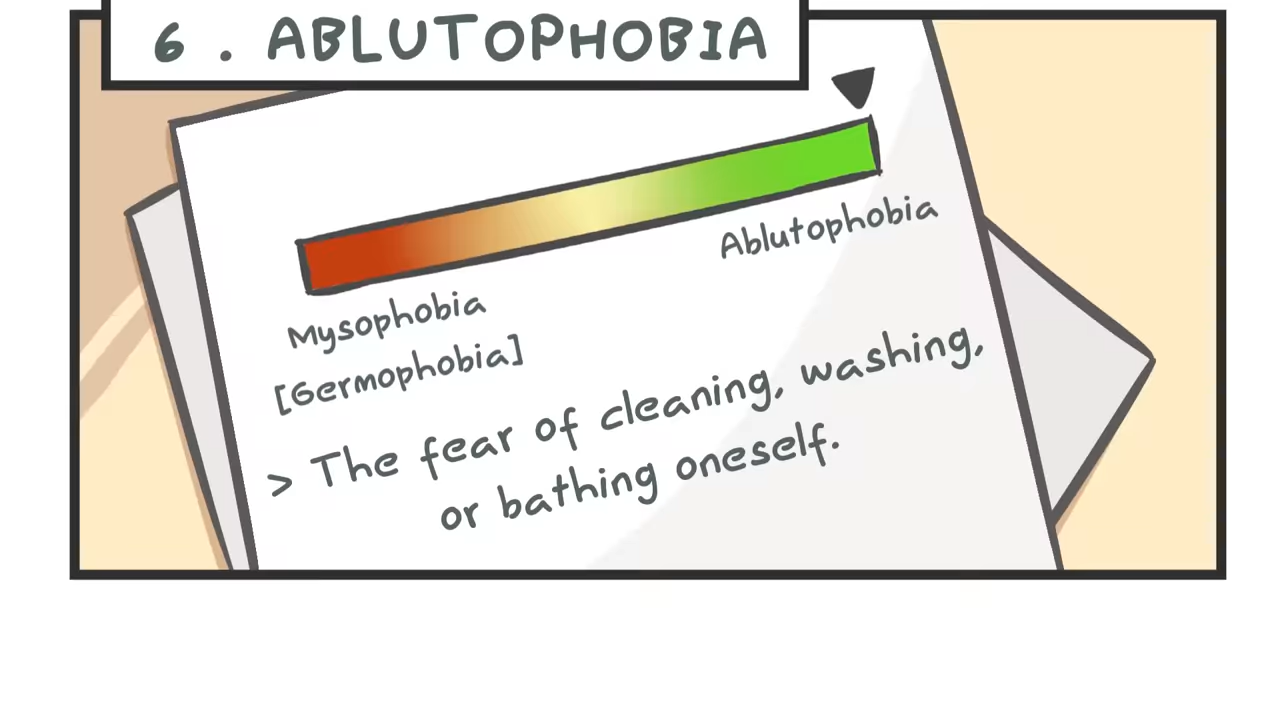 6 . ABLUTOPHOBIA
Ablutophobia
Mysophobia
[Germophobia]
> The fear of cleaning, washing,
or bathing oneself.